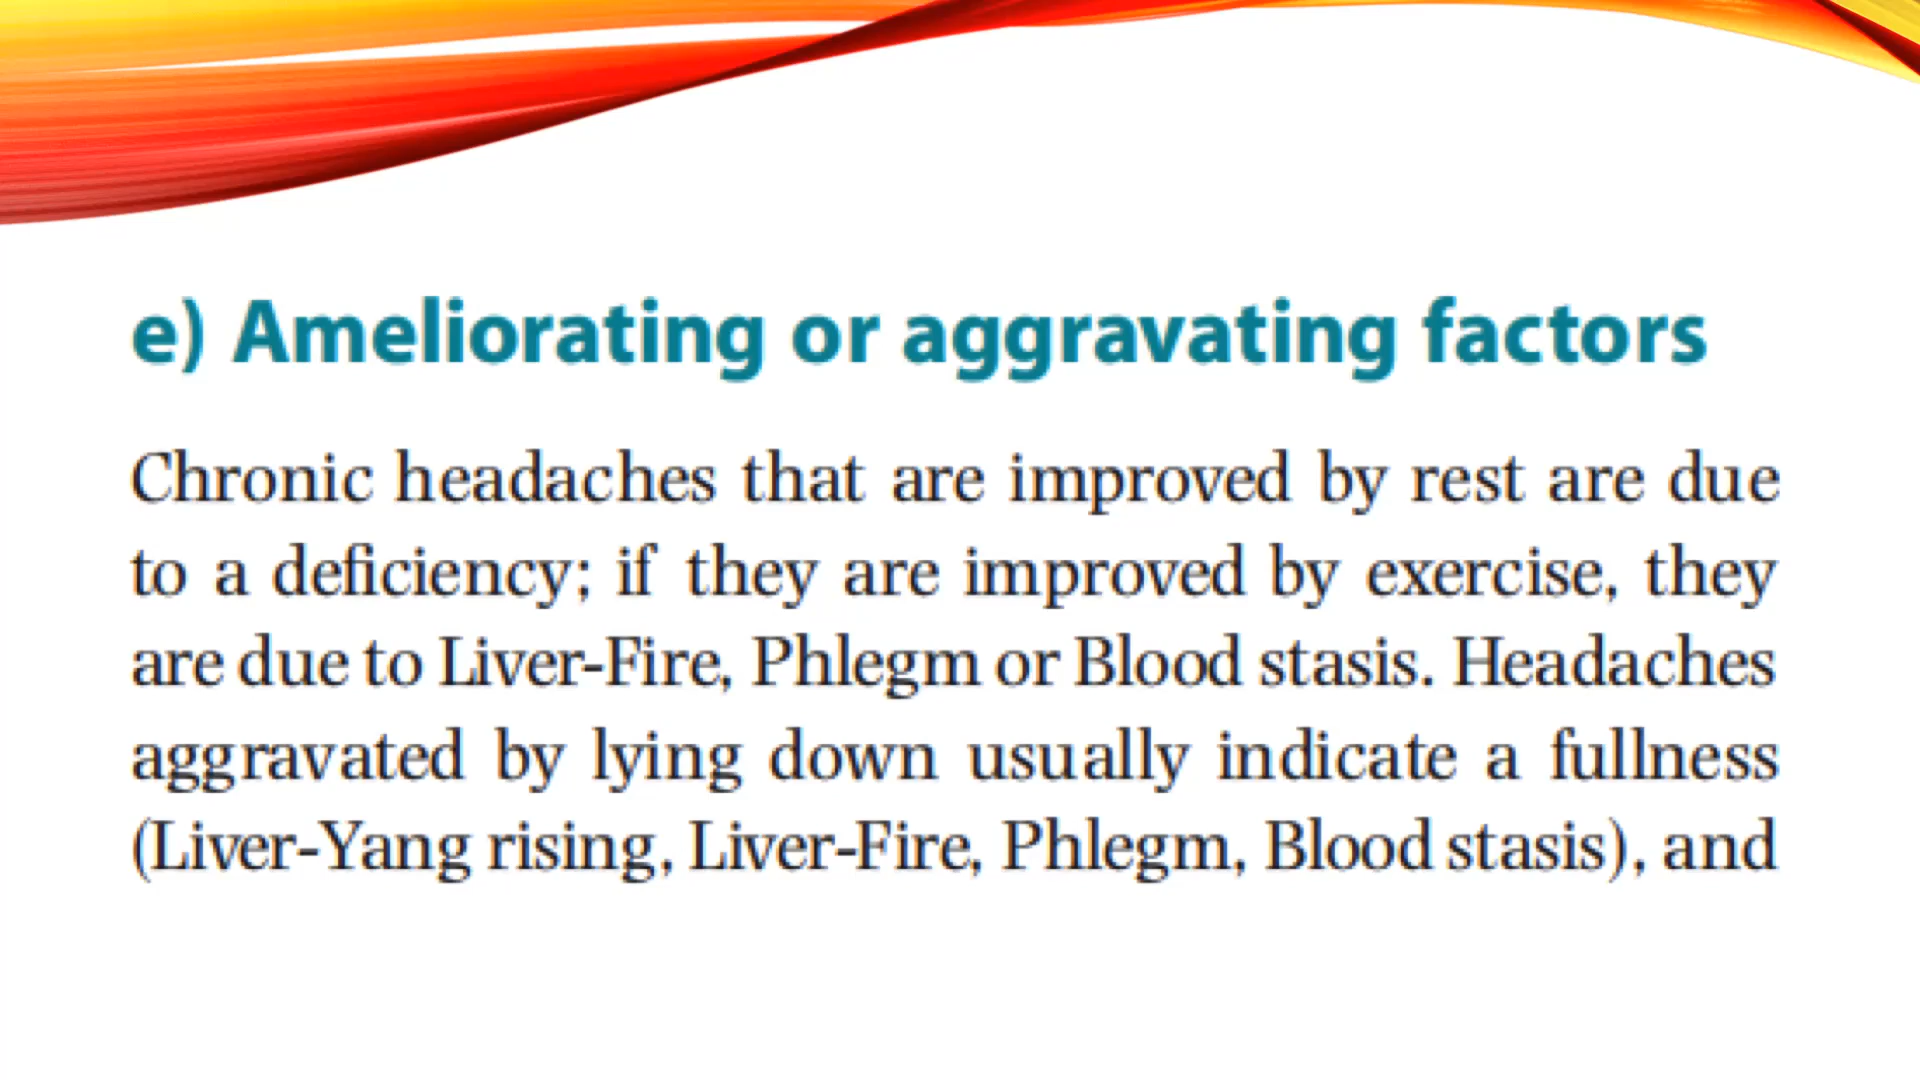 e) Ameliorating or aggravating factors
Chronic headaches that are improved by rest are due
to a deficiency; if they are improved by exercise, they
are due to Liver-Fire, Phlegm or Blood stasis. Headaches
aggravated by lying down usually indicate a fullness
(Liver-Yang rising, Liver-Fire, Phlegm, Blood stasis), and